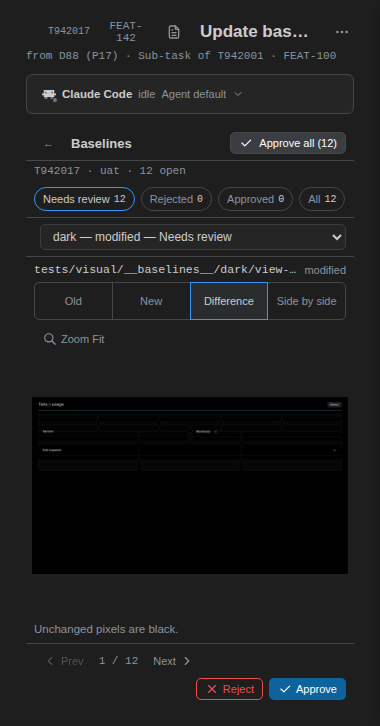 T942017 FEAT-142 Update bas… ···
from D88 (P17) · Sub-task of T942001 · FEAT-100
Claude Code idle Agent default
← Baselines Approve all (12)
T942017 · uat · 12 open
Needs review 12 Rejected 0 Approved 0 All 12
dark — modified — Needs review
tests/visual/__baselines__/dark/view-… modified
Old New Difference Side by side
Zoom Fit
Unchanged pixels are black.
Prev 1 / 12 Next
Reject Approve